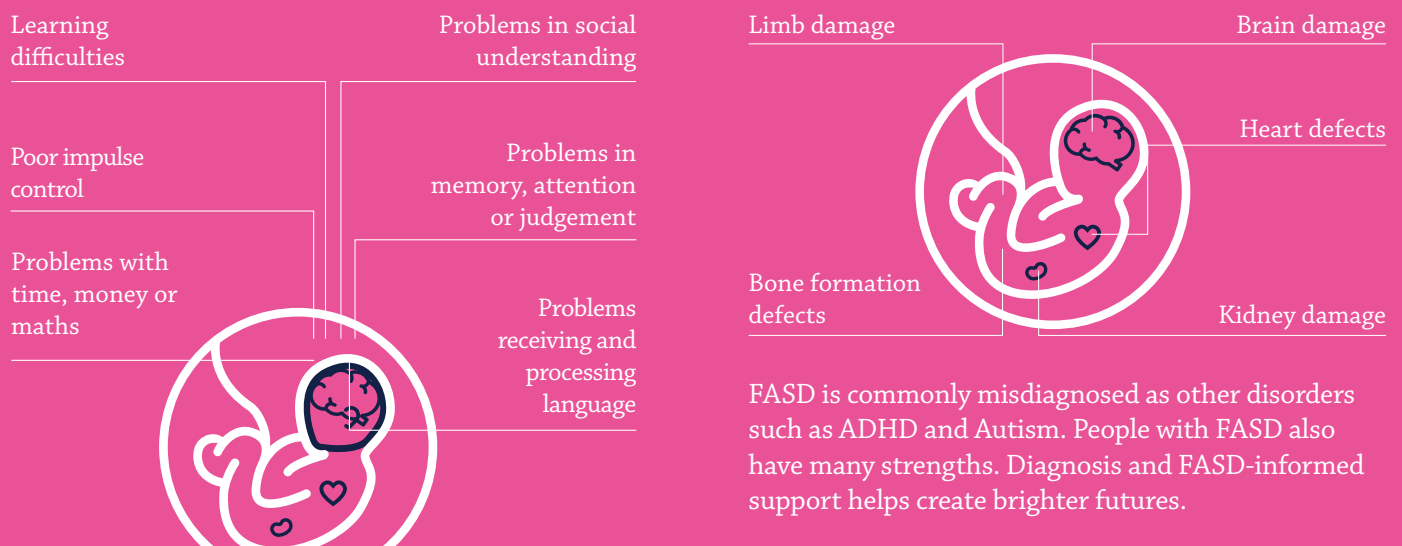 Learning
difficulties
Poor impulse
control
Problems with
time, money or
maths
Problems in social
understanding
Problems in
memory, attention
or judgement
Problems
receiving and
processing
language
Limb damage
Brain damage
Heart defects
Bone formation
defects
Kidney damage
FASD is commonly misdiagnosed as other disorders
such as ADHD and Autism. People with FASD also
have many strengths. Diagnosis and FASD-informed
support helps create brighter futures.